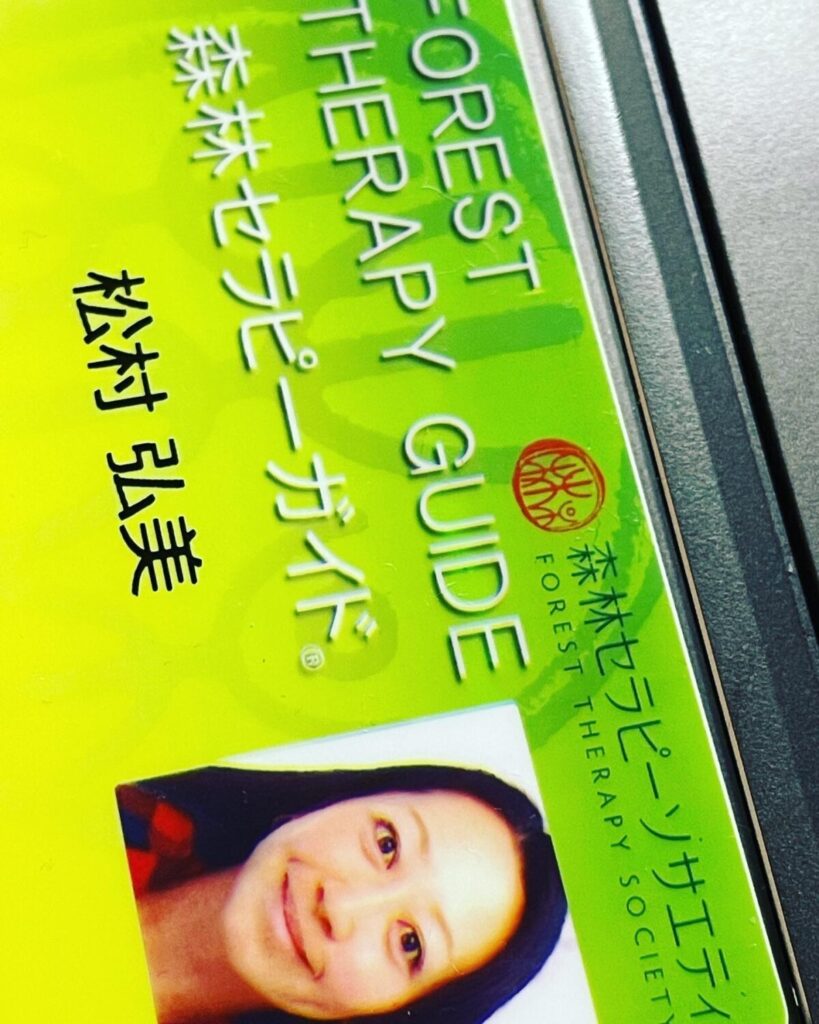 森林セラピーソサエティ
FOREST THERAPY SOCIETY
FOREST
THERAPY GUIDE
森林セラピーガイド®
松村 弘美